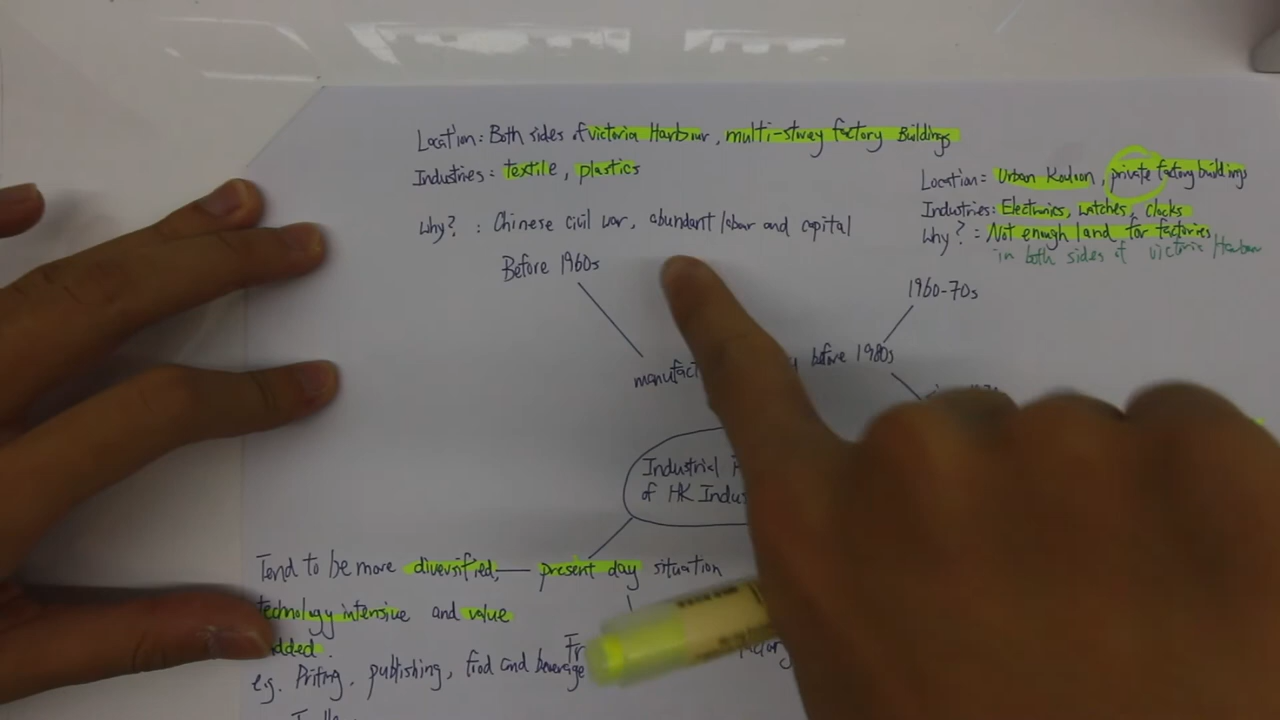 Location: Both sides of Victoria Harbour, multi-storey factory Buildings
Industries: textile, plastics
Why? : Chinese civil war, abundant labour and capital
Before 1960s
Location= Urban Kowloon, private factory buildings
Industries: Electronics, watches, clocks
Why? = Not enough land for factories
in both sides of victoria Harbour
1960-70s
before 1980s
Industrial
of HK
Tend to be more diversified, present day situation
technology intensive and value
added.
e.g. Priting, publishing, food and beverage